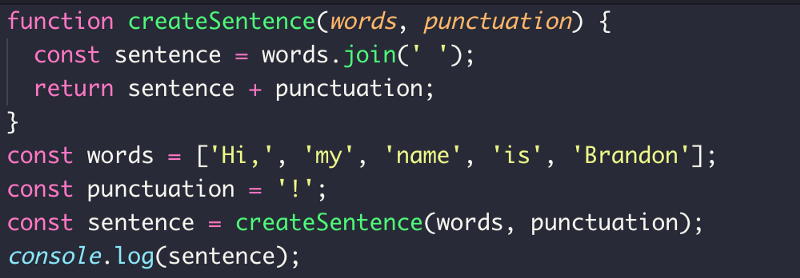 function createSentence(words, punctuation) {
  const sentence = words.join(' ');
  return sentence + punctuation;
}
const words = ['Hi,', 'my', 'name', 'is', 'Brandon'];
const punctuation = '!';
const sentence = createSentence(words, punctuation);
console.log(sentence);